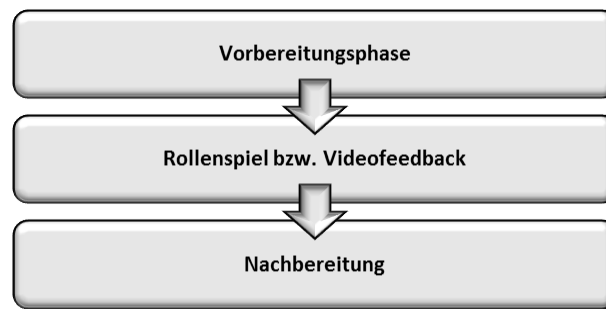 Vorbereitungsphase
Rollenspiel bzw. Videofeedback
Nachbereitung